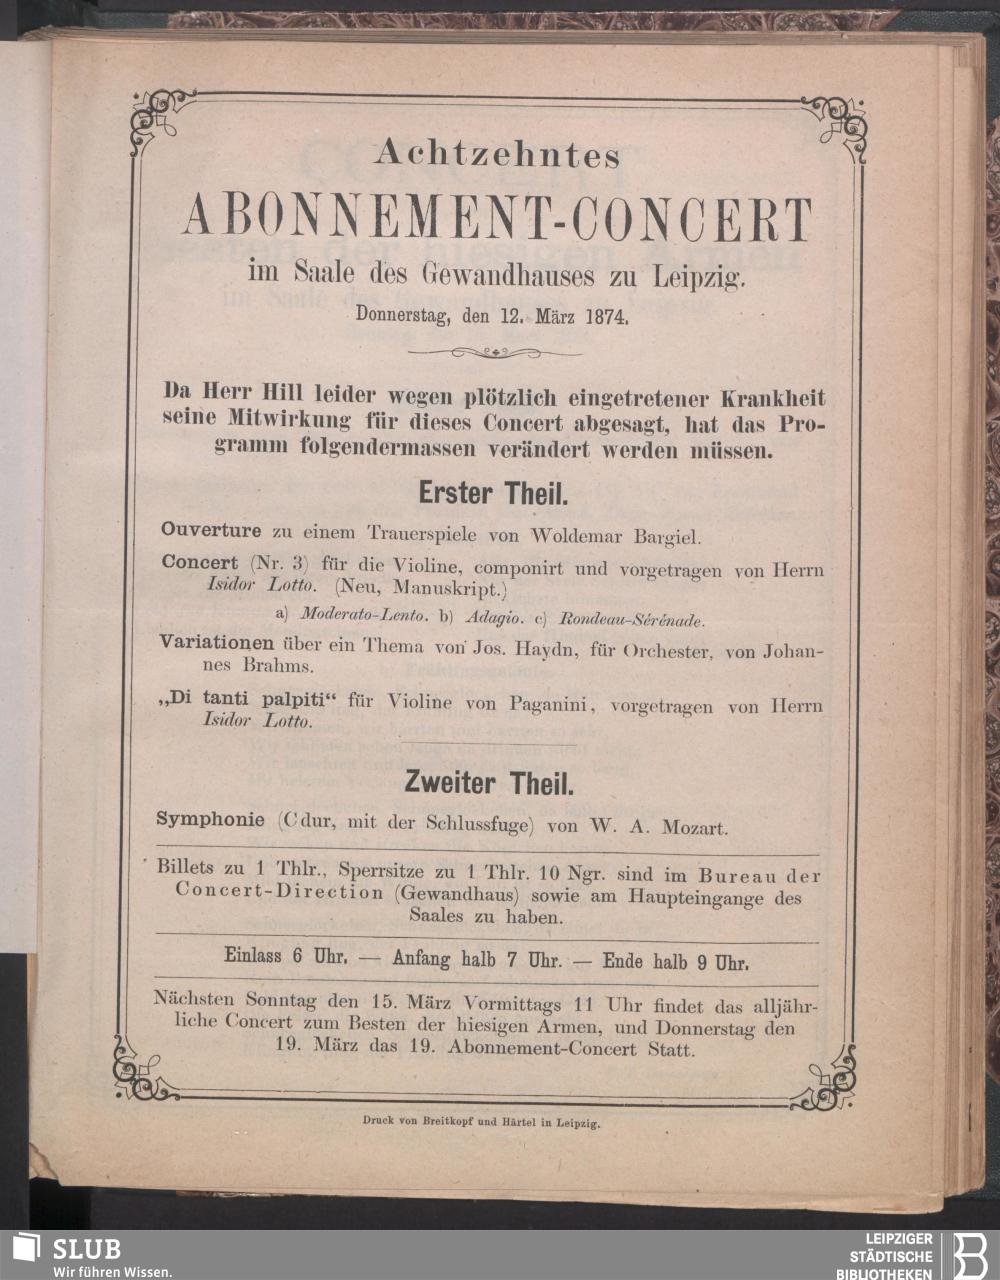 Achtzehntes
ABONNEMENT-CONCERT
im Saale des Gewandhauses zu Leipzig.
Donnerstag, den 12. März 1874.
Da Herr Hill leider wegen plötzlich eingetretener Krankheit
seine Mitwirkung für dieses Concert abgesagt, hat das Pro-
gramm folgendermassen verändert werden müssen.
Erster Theil.
Ouverture zu einem Trauerspiele von Woldemar Bargiel.
Concert (Nr. 3) für die Violine, componirt und vorgetragen von Herrn
Isidor Lotto. (Neu, Manuskript.)
a) Moderato-Lento. b) Adagio. c) Rondeau-Sérénade.
Variationen über ein Thema von Jos. Haydn, für Orchester, von Johan-
nes Brahms.
„Di tanti palpiti“ für Violine von Paganini, vorgetragen von Herrn
Isidor Lotto.
Zweiter Theil.
Symphonie (C dur, mit der Schlussfuge) von W. A. Mozart.
Billets zu 1 Thlr., Sperrsitze zu 1 Thlr. 10 Ngr. sind im Bureau der
Concert-Direction (Gewandhaus) sowie am Haupteingange des
Saales zu haben.
Einlass 6 Uhr. — Anfang halb 7 Uhr. — Ende halb 9 Uhr.
Nächsten Sonntag den 15. März Vormittags 11 Uhr findet das alljähr-
liche Concert zum Besten der hiesigen Armen, und Donnerstag den
19. März das 19. Abonnement-Concert Statt.
Druck von Breitkopf und Härtel in Leipzig.
SLUB
Wir führen Wissen.
LEIPZIGER
STÄDTISCHE
BIBLIOTHEKEN